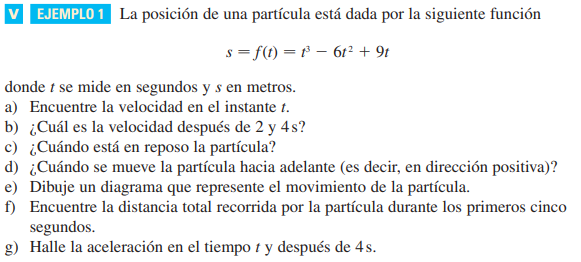 V EJEMPLO 1 La posición de una partícula está dada por la siguiente función
s = f(t) = t³ − 6t² + 9t
donde t se mide en segundos y s en metros.
a) Encuentre la velocidad en el instante t.
b) ¿Cuál es la velocidad después de 2 y 4 s?
c) ¿Cuándo está en reposo la partícula?
d) ¿Cuándo se mueve la partícula hacia adelante (es decir, en dirección positiva)?
e) Dibuje un diagrama que represente el movimiento de la partícula.
f) Encuentre la distancia total recorrida por la partícula durante los primeros cinco
segundos.
g) Halle la aceleración en el tiempo t y después de 4 s.